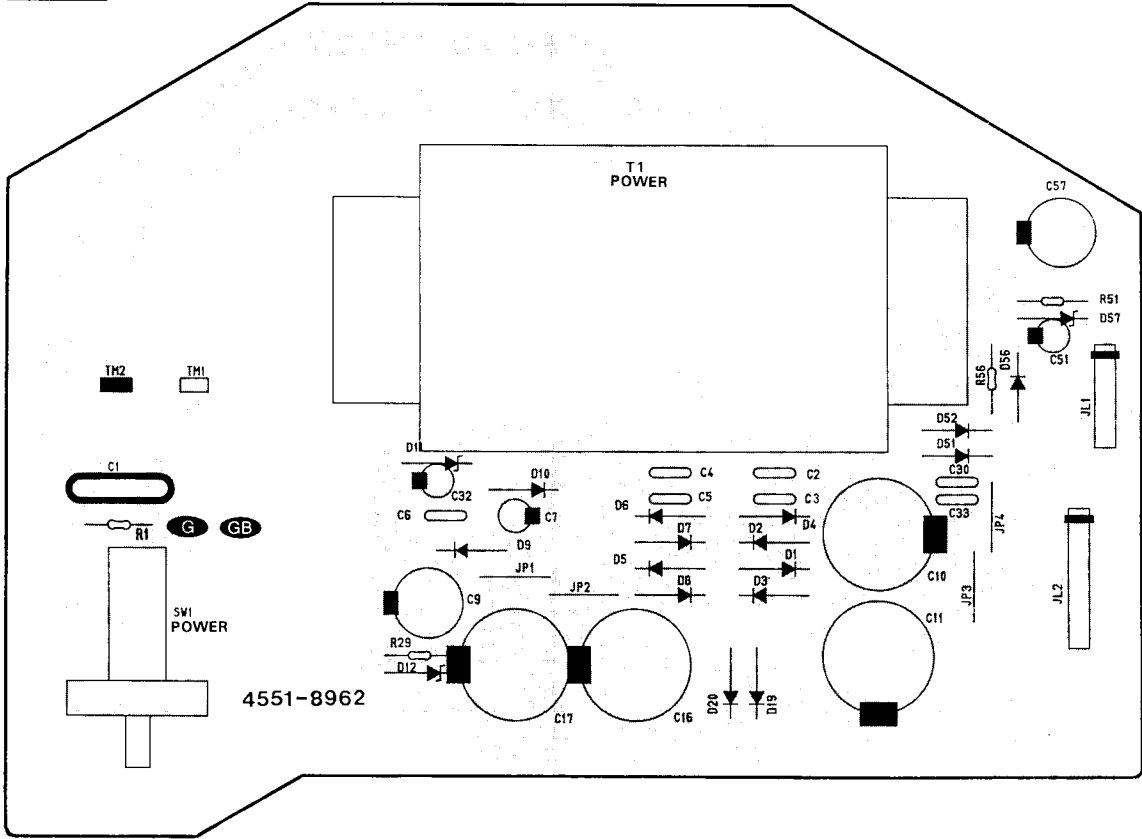 T1
POWER
C57
R51
D57
C51
TM2
TM1
R56
D56
JL1
D52
D51
C1
D11
C32
D10
C4
C2
C30
C5
C3
C33
R1
G
GB
C6
C7
D6
D4
D7
D2
JP4
D9
D5
D1
C10
JP1
JP2
D8
D3
JP3
JL2
C9
C11
SW1
POWER
R29
D12
4551-8962
C17
C16
D20
D19